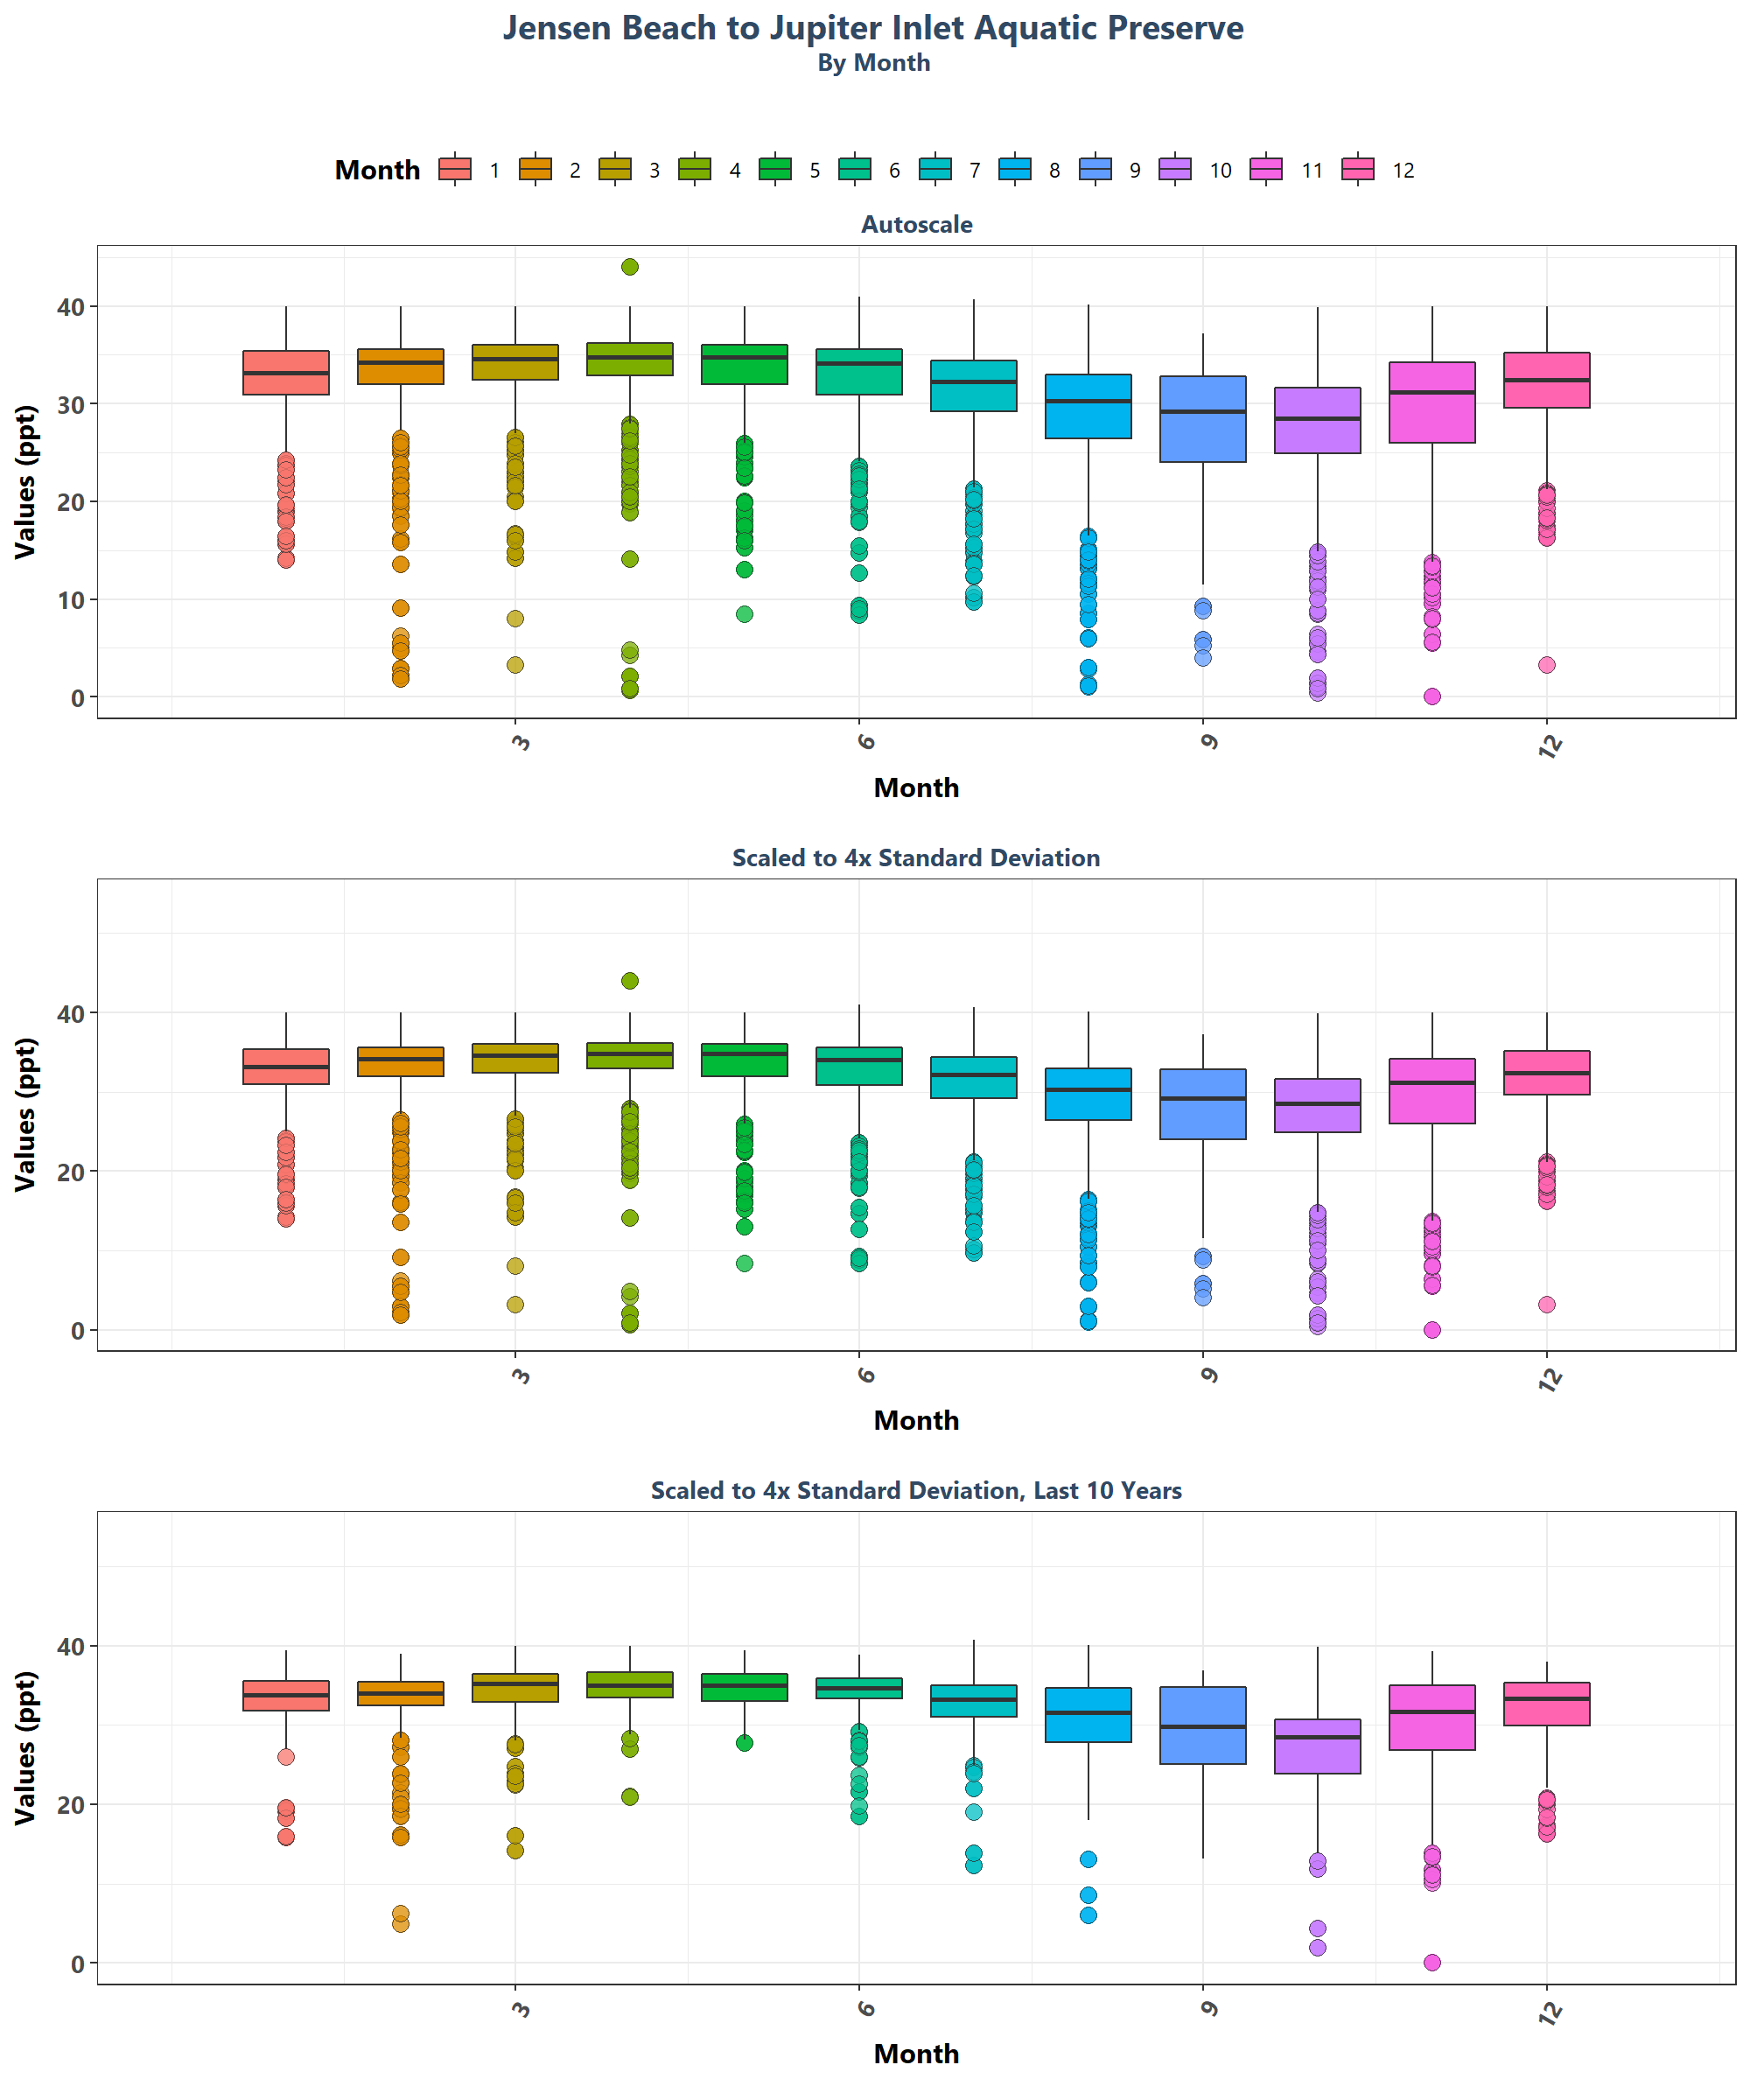 Jensen Beach to Jupiter Inlet Aquatic Preserve
By Month
Month 1 2 3 4 5 6 7 8 9 10 11 12
Autoscale
Values (ppt)
40
30
20
10
0
3 6 9 12
Month
Scaled to 4x Standard Deviation
Values (ppt)
40
20
0
3 6 9 12
Month
Scaled to 4x Standard Deviation, Last 10 Years
Values (ppt)
40
20
0
3 6 9 12
Month